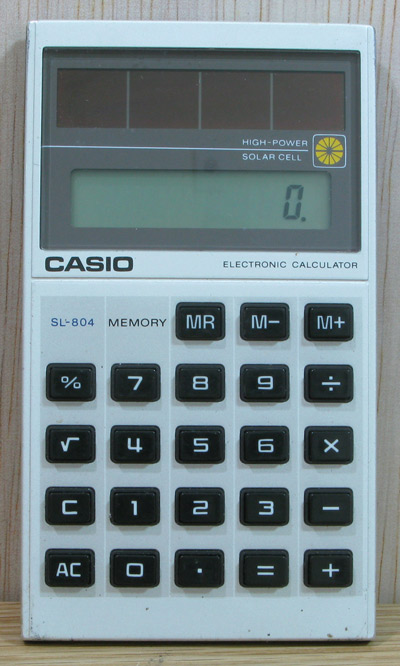 HIGH-POWER
SOLAR CELL
0.
CASIO ELECTRONIC CALCULATOR
SL-804 MEMORY MR M− M+
% 7 8 9 ÷
√ 4 5 6 ×
C 1 2 3 −
AC 0 · = +